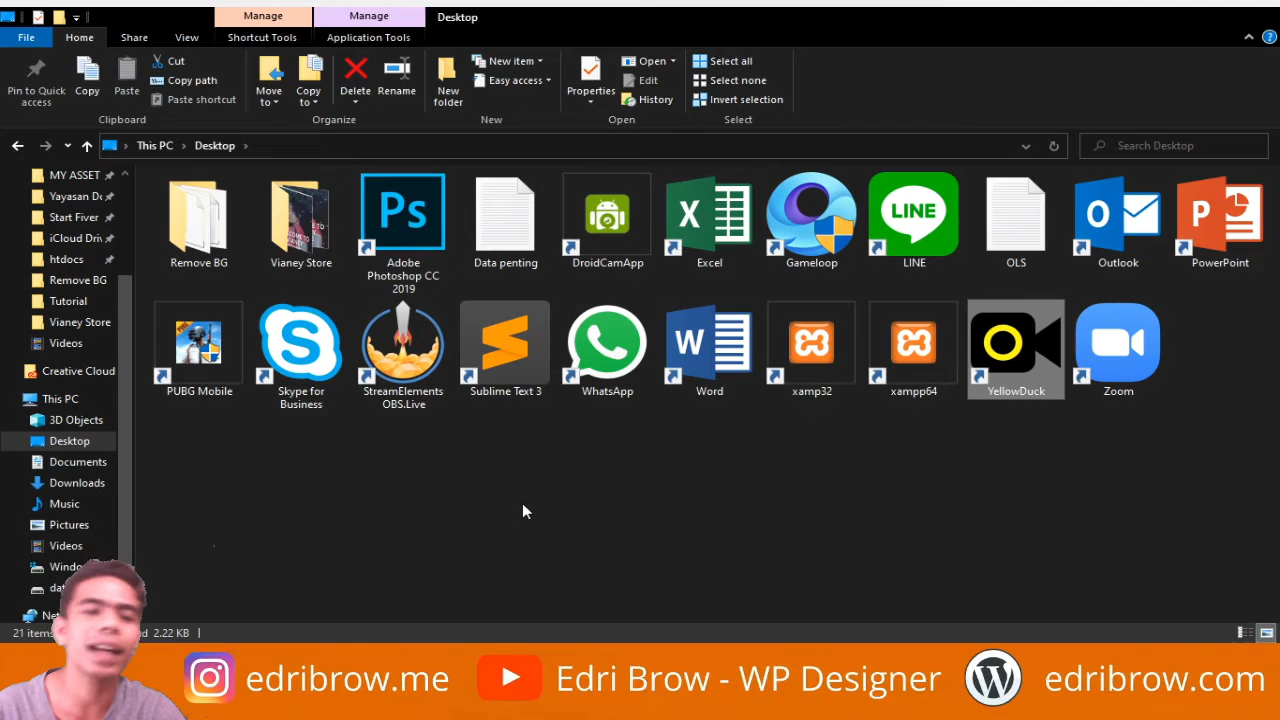 Manage
Manage
Desktop
File
Home
Share
View
Shortcut Tools
Application Tools
Pin to Quick access
Copy
Paste
Cut
Copy path
Paste shortcut
Move to
Copy to
Delete
Rename
New folder
New item
Easy access
Properties
Open
Edit
History
Select all
Select none
Invert selection
Clipboard
Organize
New
Open
Select
This PC
Desktop
Search Desktop
MY ASSET
Yayasan Do
Start Fiver
iCloud Driv
htdocs
Remove BG
Tutorial
Vianey Store
Videos
Creative Cloud
This PC
3D Objects
Desktop
Documents
Downloads
Music
Pictures
Videos
Remove BG
Vianey Store
Ps
Adobe
Photoshop CC
2019
Data penting
DroidCamApp
X
Excel
Gameloop
LINE
LINE
OLS
O
Outlook
P
PowerPoint
PUBG Mobile
S
Skype for
Business
StreamElements
OBS.Live
Sublime Text 3
WhatsApp
W
Word
xamp32
xampp64
YellowDuck
Zoom
21 items
2.22 KB
edribrow.me
Edri Brow - WP Designer
edribrow.com